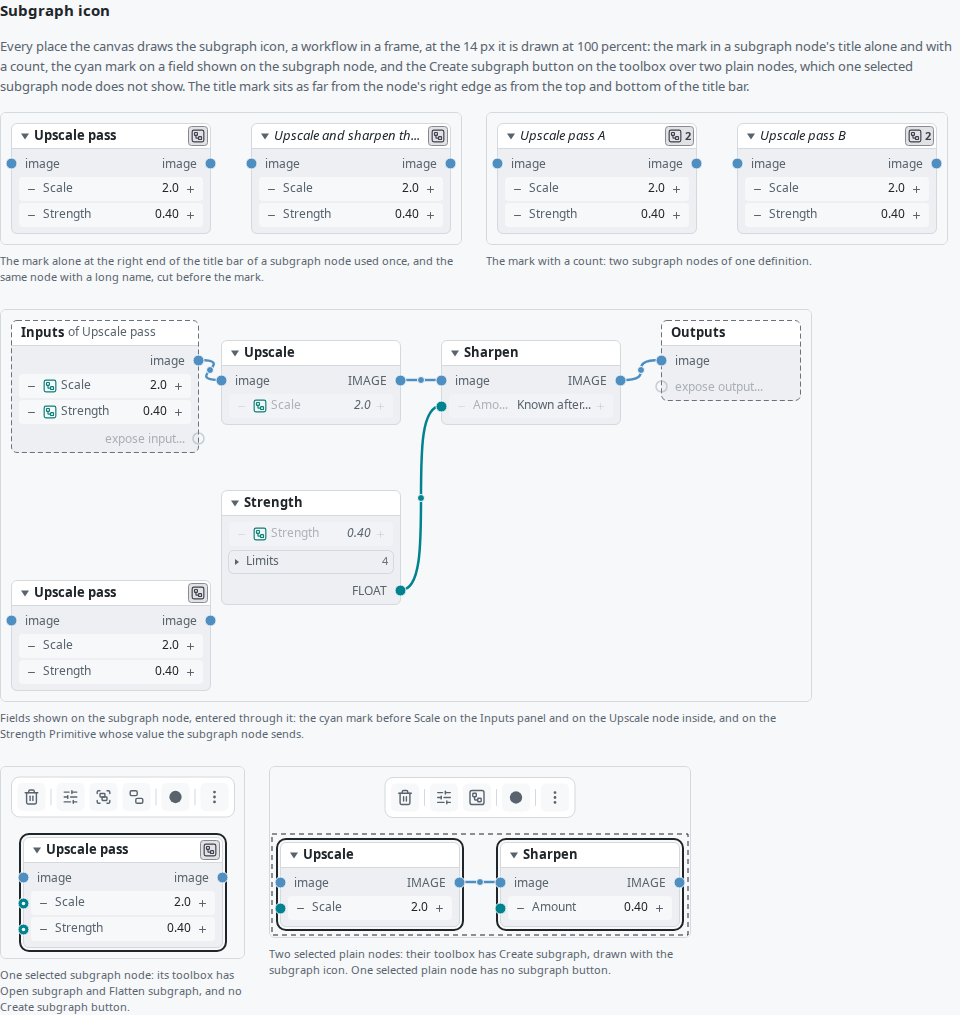 Subgraph icon
Every place the canvas draws the subgraph icon, a workflow in a frame, at the 14 px it is drawn at 100 percent: the mark in a subgraph node's title alone and with
a count, the cyan mark on a field shown on the subgraph node, and the Create subgraph button on the toolbox over two plain nodes, which one selected
subgraph node does not show. The title mark sits as far from the node's right edge as from the top and bottom of the title bar.
Upscale pass
image image
– Scale 2.0 +
– Strength 0.40 +
Upscale and sharpen th...
image image
– Scale 2.0 +
– Strength 0.40 +
Upscale pass A 2
image image
– Scale 2.0 +
– Strength 0.40 +
Upscale pass B 2
image image
– Scale 2.0 +
– Strength 0.40 +
The mark alone at the right end of the title bar of a subgraph node used once, and the
same node with a long name, cut before the mark.
The mark with a count: two subgraph nodes of one definition.
Inputs of Upscale pass
image
– Scale 2.0 +
– Strength 0.40 +
expose input...
Upscale
image IMAGE
– Scale 2.0 +
Sharpen
image IMAGE
– Amo... Known after... +
Outputs
image
expose output...
Strength
– Strength 0.40 +
Limits 4
FLOAT
Upscale pass
image image
– Scale 2.0 +
– Strength 0.40 +
Fields shown on the subgraph node, entered through it: the cyan mark before Scale on the Inputs panel and on the Upscale node inside, and on the
Strength Primitive whose value the subgraph node sends.
Upscale pass
image image
– Scale 2.0 +
– Strength 0.40 +
One selected subgraph node: its toolbox has
Open subgraph and Flatten subgraph, and no
Create subgraph button.
Upscale
image IMAGE
– Scale 2.0 +
Sharpen
image IMAGE
– Amount 0.40 +
Two selected plain nodes: their toolbox has Create subgraph, drawn with the
subgraph icon. One selected plain node has no subgraph button.